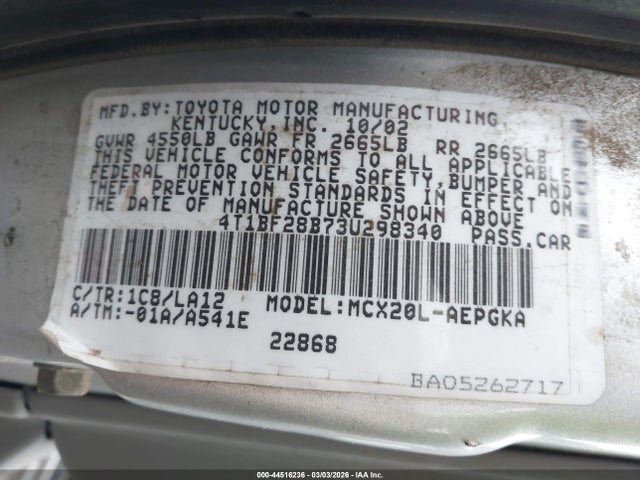 MFD.BY:TOYOTA MOTOR MANUFACTURING,
KENTUCKY,INC. 10/02
GVWR 4550LB GAWR FR 2665LB RR 2665LB
THIS VEHICLE CONFORMS TO ALL APPLICABLE
FEDERAL MOTOR VEHICLE SAFETY,BUMPER AND
THEFT PREVENTION STANDARDS IN EFFECT ON
THE DATE OF MANUFACTURE SHOWN ABOVE
4T1BF28B73U298340 PASS.CAR
C/TR:1C8/LA12 MODEL:MCX20L-AEPGKA
A/TM:-01A/A541E
22868
BA05262717
000-44516236 - 03/03/2026 - IAA Inc.